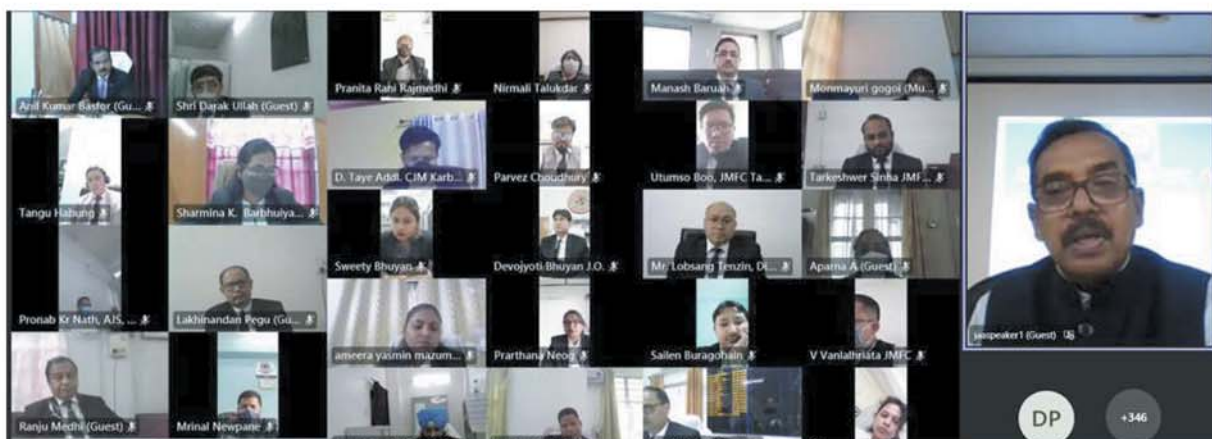 Anil Kumar Basfor (Gu...
Shri Darak Ullah (Guest)
Pranita Rahi Rajmedhi
Nirmali Talukdar
Manash Baruah
Monmayuri gogoi (Mu...
Tangu Habung
Sharmina K. Barbhuiya...
D. Taye Addl. CJM Karb...
Parvez Choudhury
Utumso Boo, JMFC Ta...
Tarkeshwer Sinha JMF...
Sweety Bhuyan
Devojyoti Bhuyan J.O.
Mr. Lobsang Tenzin, Di...
Aparna A (Guest)
Pronab Kr Nath, AJS, ...
Lakhinandan Pegu (Gu...
ameera yasmin mazum...
Prarthana Neog
Sailen Buragohain
V Vanlalhriata JMFC
(Guest)
Ranju Medhi (Guest)
Mrinal Newpane
DP
+346